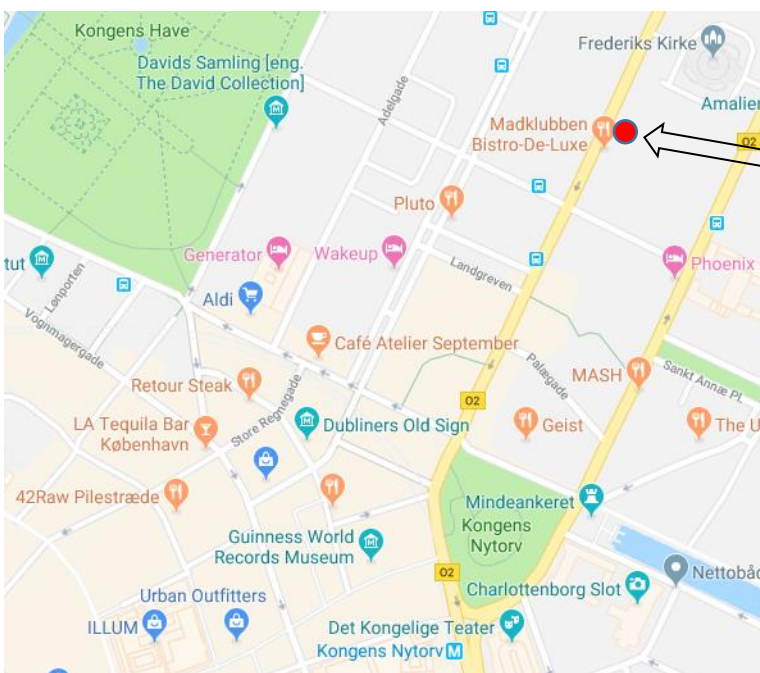 Kongens Have
Davids Samling [eng.
The David Collection]
Frederiks Kirke
Amalien
Adelgade
Madklubben
Bistro-De-Luxe
O2
Pluto
tut
Lønporten
Generator
Wakeup
Landgreven
Phoenix
Aldi
Vognmagergade
Café Atelier September
Retour Steak
Palægade
MASH
Sankt Annæ Pl.
O2
LA Tequila Bar
København
Store Regnegade
Dubliners Old Sign
Geist
The U
42Raw Pilestræde
Mindeankeret
Kongens
Nytorv
Guinness World
Records Museum
O2
Nettobåd
Charlottenborg Slot
Urban Outfitters
ILLUM
Det Kongelige Teater
Kongens Nytorv M